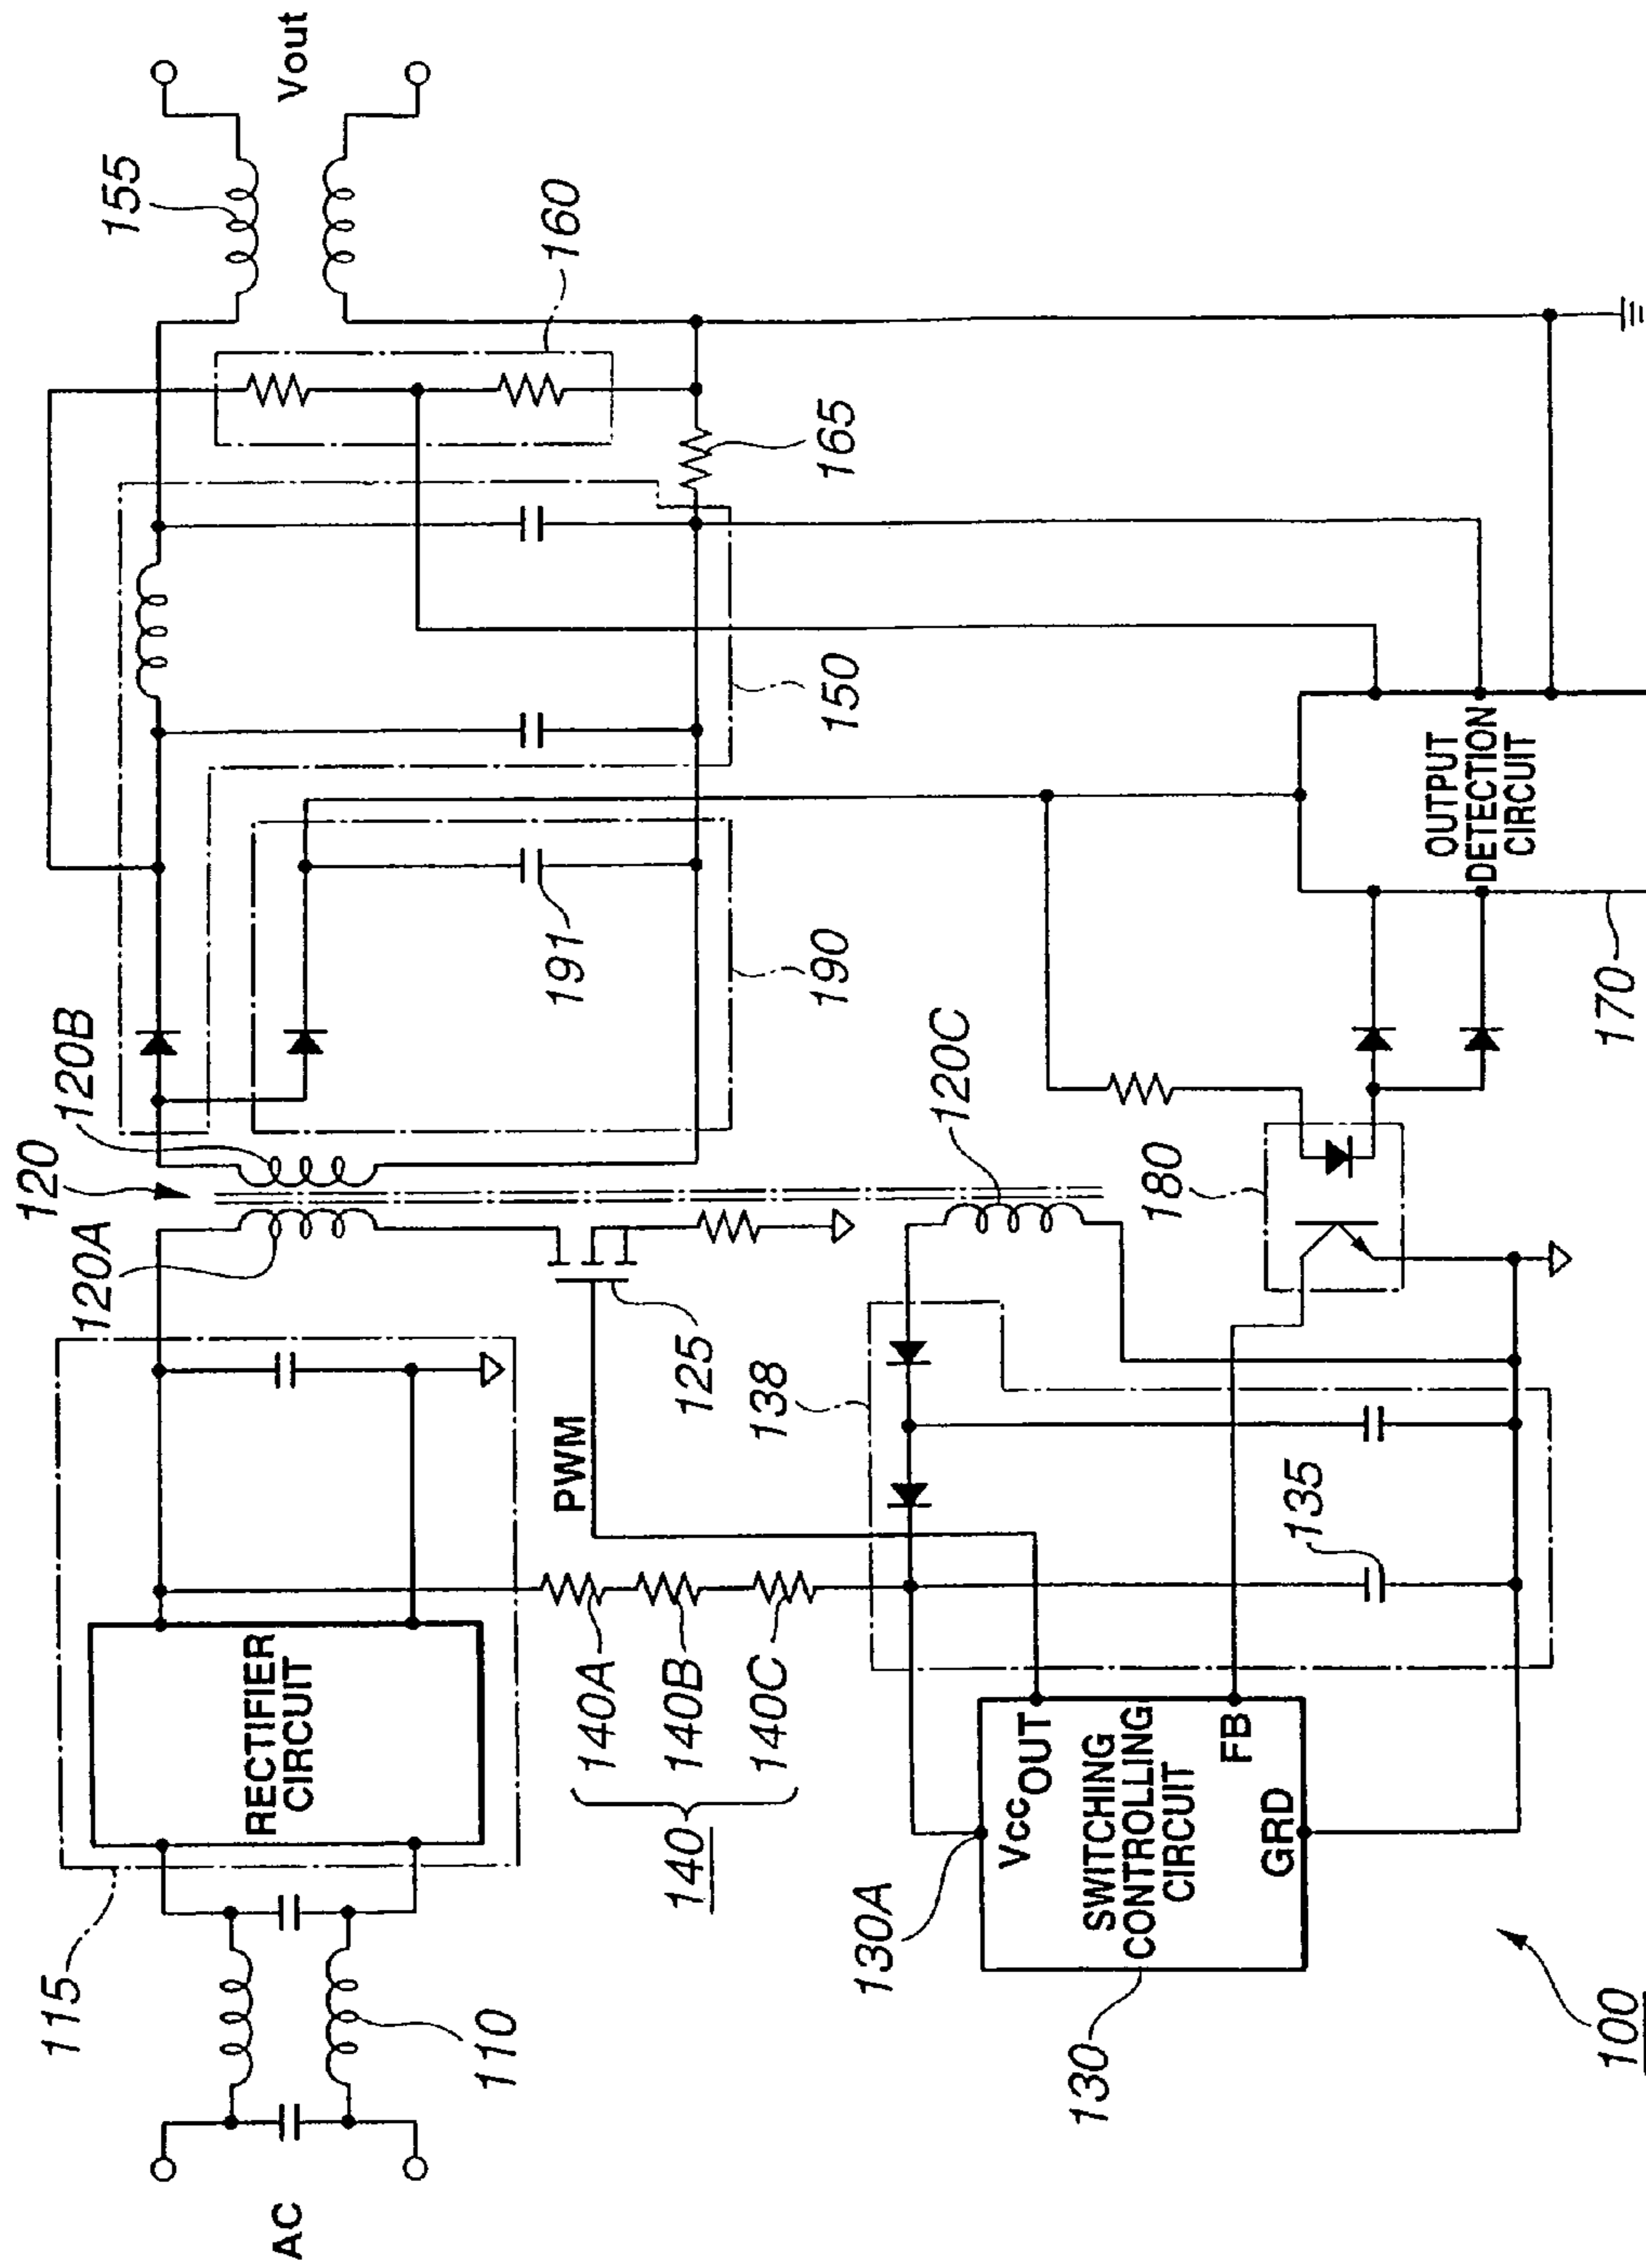 AC
110
115
RECTIFIER
CIRCUIT
120
120A
120B
125
PWM
140
140A
140B
140C
155
Vout
160
165
150
191
190
138
120C
135
180
130
130A
Vcc
OUT
SWITCHING
CONTROLLING
CIRCUIT
FB
GRD
OUTPUT
DETECTION
CIRCUIT
170
100